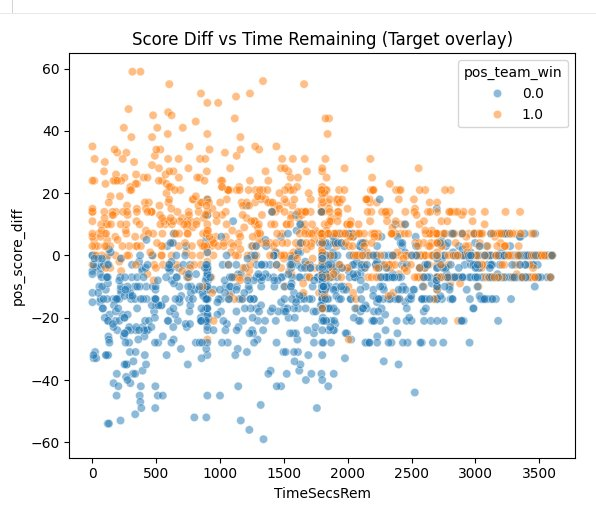 Score Diff vs Time Remaining (Target overlay)
pos_team_win
0.0
1.0
60
40
20
0
−20
−40
−60
pos_score_diff
0 500 1000 1500 2000 2500 3000 3500
TimeSecsRem